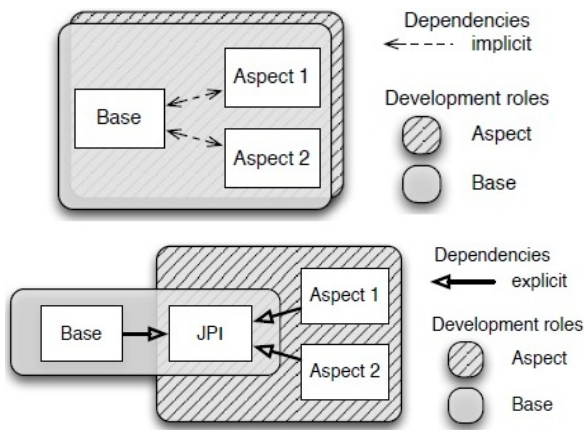 Dependencies
implicit
Aspect 1
Base
Aspect 2
Development roles
Aspect
Base
Dependencies
explicit
Aspect 1
Base
JPI
Aspect 2
Development roles
Aspect
Base